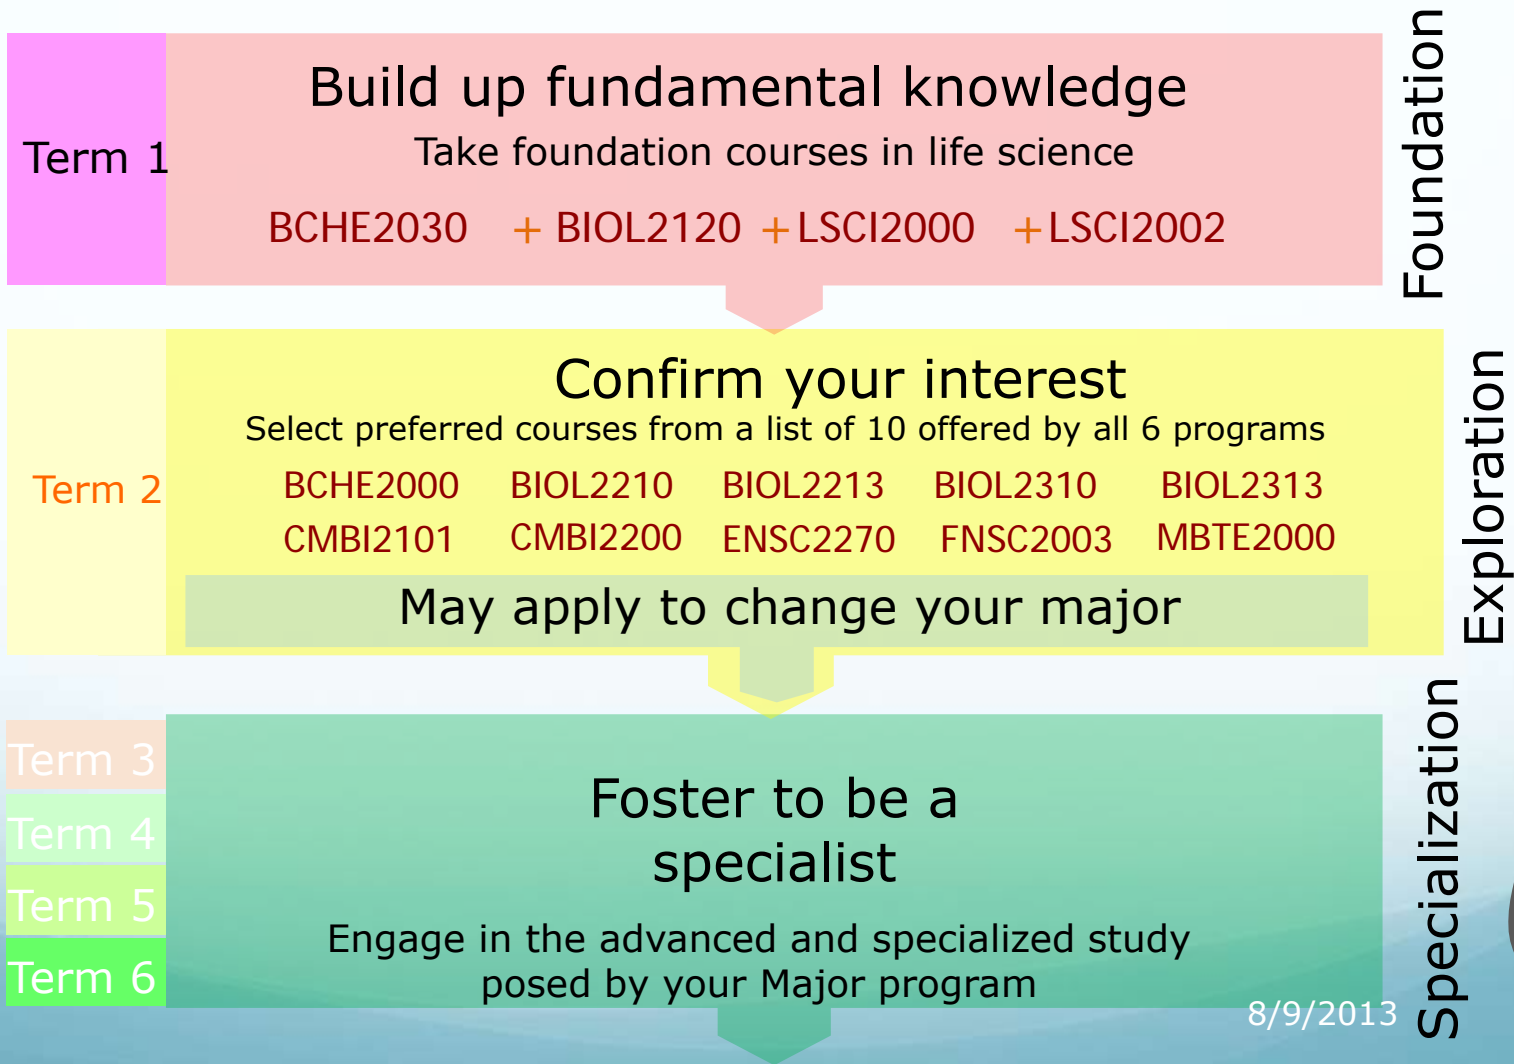 Foundation
Build up fundamental knowledge
Term 1
Take foundation courses in life science
BCHE2030 + BIOL2120 + LSCI2000 + LSCI2002
Exploration
Confirm your interest
Select preferred courses from a list of 10 offered by all 6 programs
Term 2
BCHE2000 BIOL2210 BIOL2213 BIOL2310 BIOL2313
CMBI2101 CMBI2200 ENSC2270 FNSC2003 MBTE2000
May apply to change your major
Specialization
Term 3
Term 4
Term 5
Term 6
Foster to be a
specialist
Engage in the advanced and specialized study
posed by your Major program
8/9/2013